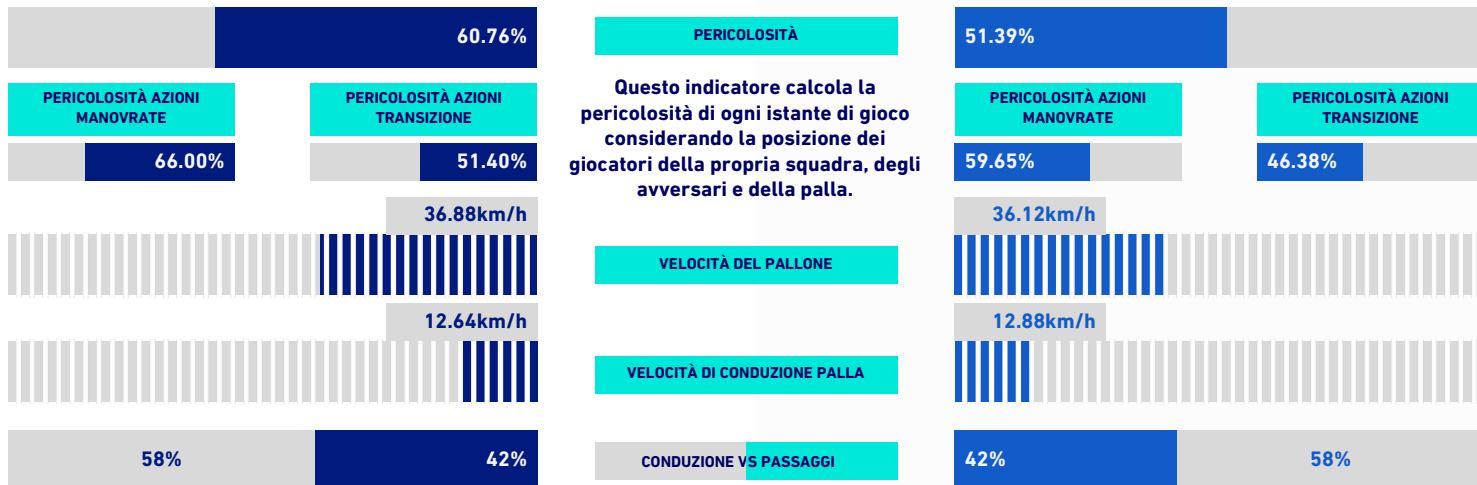 60.76%
PERICOLOSITÀ
51.39%
PERICOLOSITÀ AZIONI
MANOVRATE
PERICOLOSITÀ AZIONI
TRANSIZIONE
66.00%
51.40%
Questo indicatore calcola la
pericolosità di ogni istante di gioco
considerando la posizione dei
giocatori della propria squadra, degli
avversari e della palla.
PERICOLOSITÀ AZIONI
MANOVRATE
PERICOLOSITÀ AZIONI
TRANSIZIONE
59.65%
46.38%
36.88km/h
VELOCITÀ DEL PALLONE
36.12km/h
12.64km/h
VELOCITÀ DI CONDUZIONE PALLA
12.88km/h
58%
42%
CONDUZIONE VS PASSAGGI
42%
58%